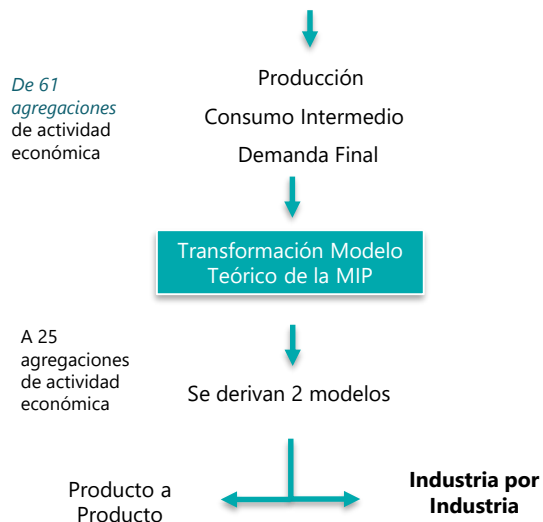 Producción
De 61
agregaciones
de actividad
económica
Consumo Intermedio
Demanda Final
Transformación Modelo
Teórico de la MIP
A 25
agregaciones
de actividad
económica
Se derivan 2 modelos
Producto a
Producto
Industria por
Industria